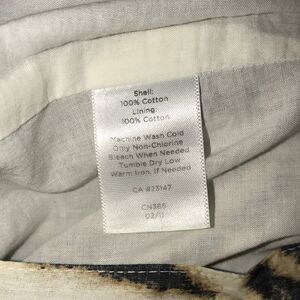 Shell:
100% Cotton
Lining:
100% Cotton
Machine Wash Cold
Only Non-Chlorine
Bleach When Needed
Tumble Dry Low
Warm Iron, If Needed
CA #23147
CN365
02/11